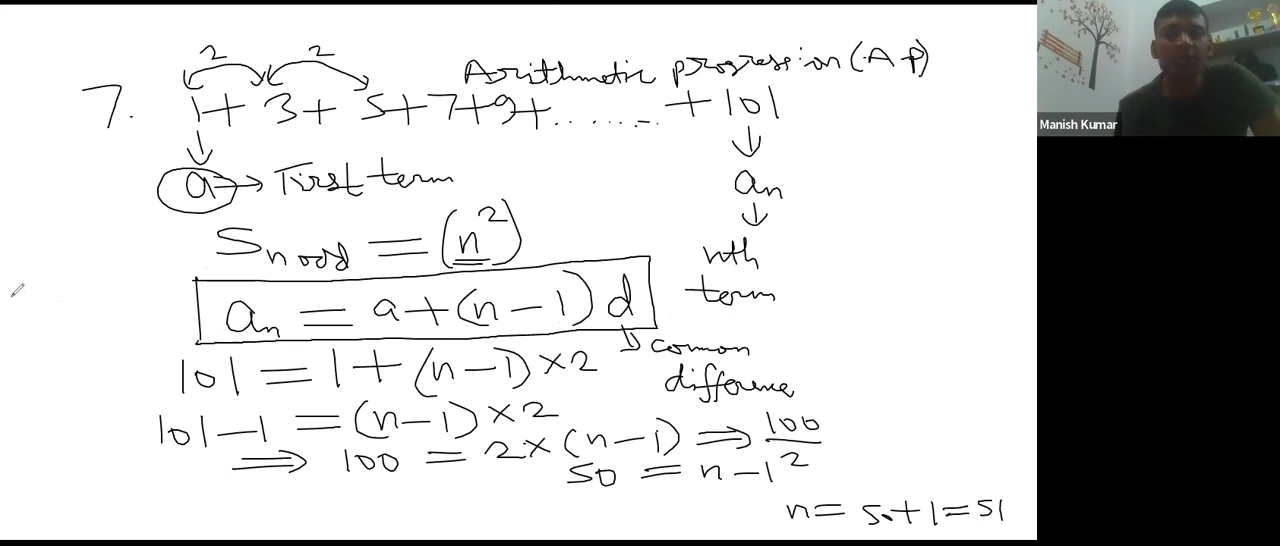 2 2
Arithmetic progression (A P)
7. 1 + 3 + 5 + 7 + 9 + ....... + 101
a → First term
an
nth
term
Sn odd = (n²)
an = a + (n - 1) d
common
difference
101 = 1 + (n - 1) × 2
101 - 1 = (n - 1) × 2
⇒ 100 = 2 × (n - 1) ⇒ 100/2
50 = n - 1
n = 50 + 1 = 51
Manish Kumar